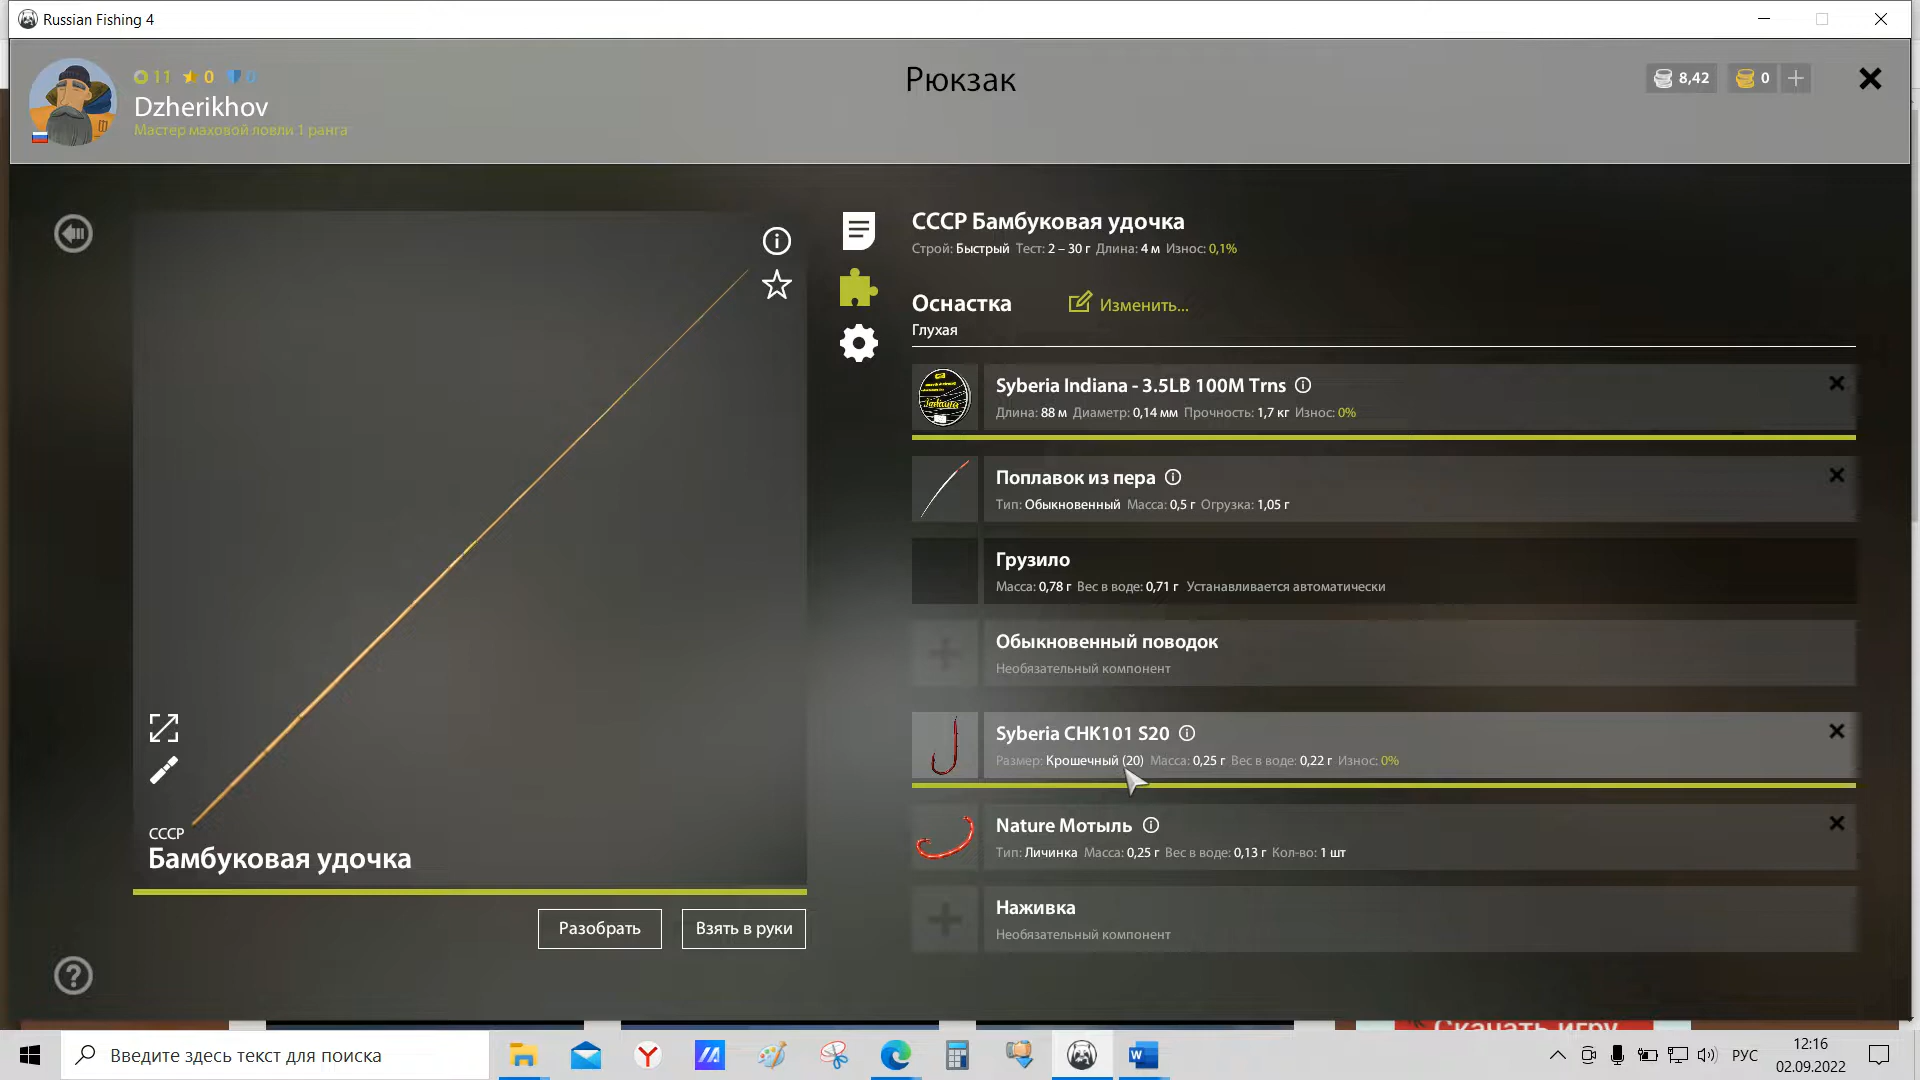 Russian Fishing 4
11 0 0
Dzherikhov
Мастер маховой ловли 1 ранга
Рюкзак
8,42
0
СССР Бамбуковая удочка
Строй: Быстрый Тест: 2 – 30 г Длина: 4 м Износ: 0,1%
Оснастка
Изменить...
Глухая
Syberia Indiana - 3.5LB 100M Trns
Длина: 88 м Диаметр: 0,14 мм Прочность: 1,7 кг Износ: 0%
Поплавок из пера
Тип: Обыкновенный Масса: 0,5 г Огрузка: 1,05 г
Грузило
Масса: 0,78 г Вес в воде: 0,71 г Устанавливается автоматически
Обыкновенный поводок
Необязательный компонент
Syberia CHK101 S20
Размер: Крошечный (20) Масса: 0,25 г Вес в воде: 0,22 г Износ: 0%
Nature Мотыль
Тип: Личинка Масса: 0,25 г Вес в воде: 0,13 г Кол-во: 1 шт
Наживка
Необязательный компонент
СССР
Бамбуковая удочка
Разобрать
Взять в руки
Скачать игру
Введите здесь текст для поиска
РУС
12:16
02.09.2022